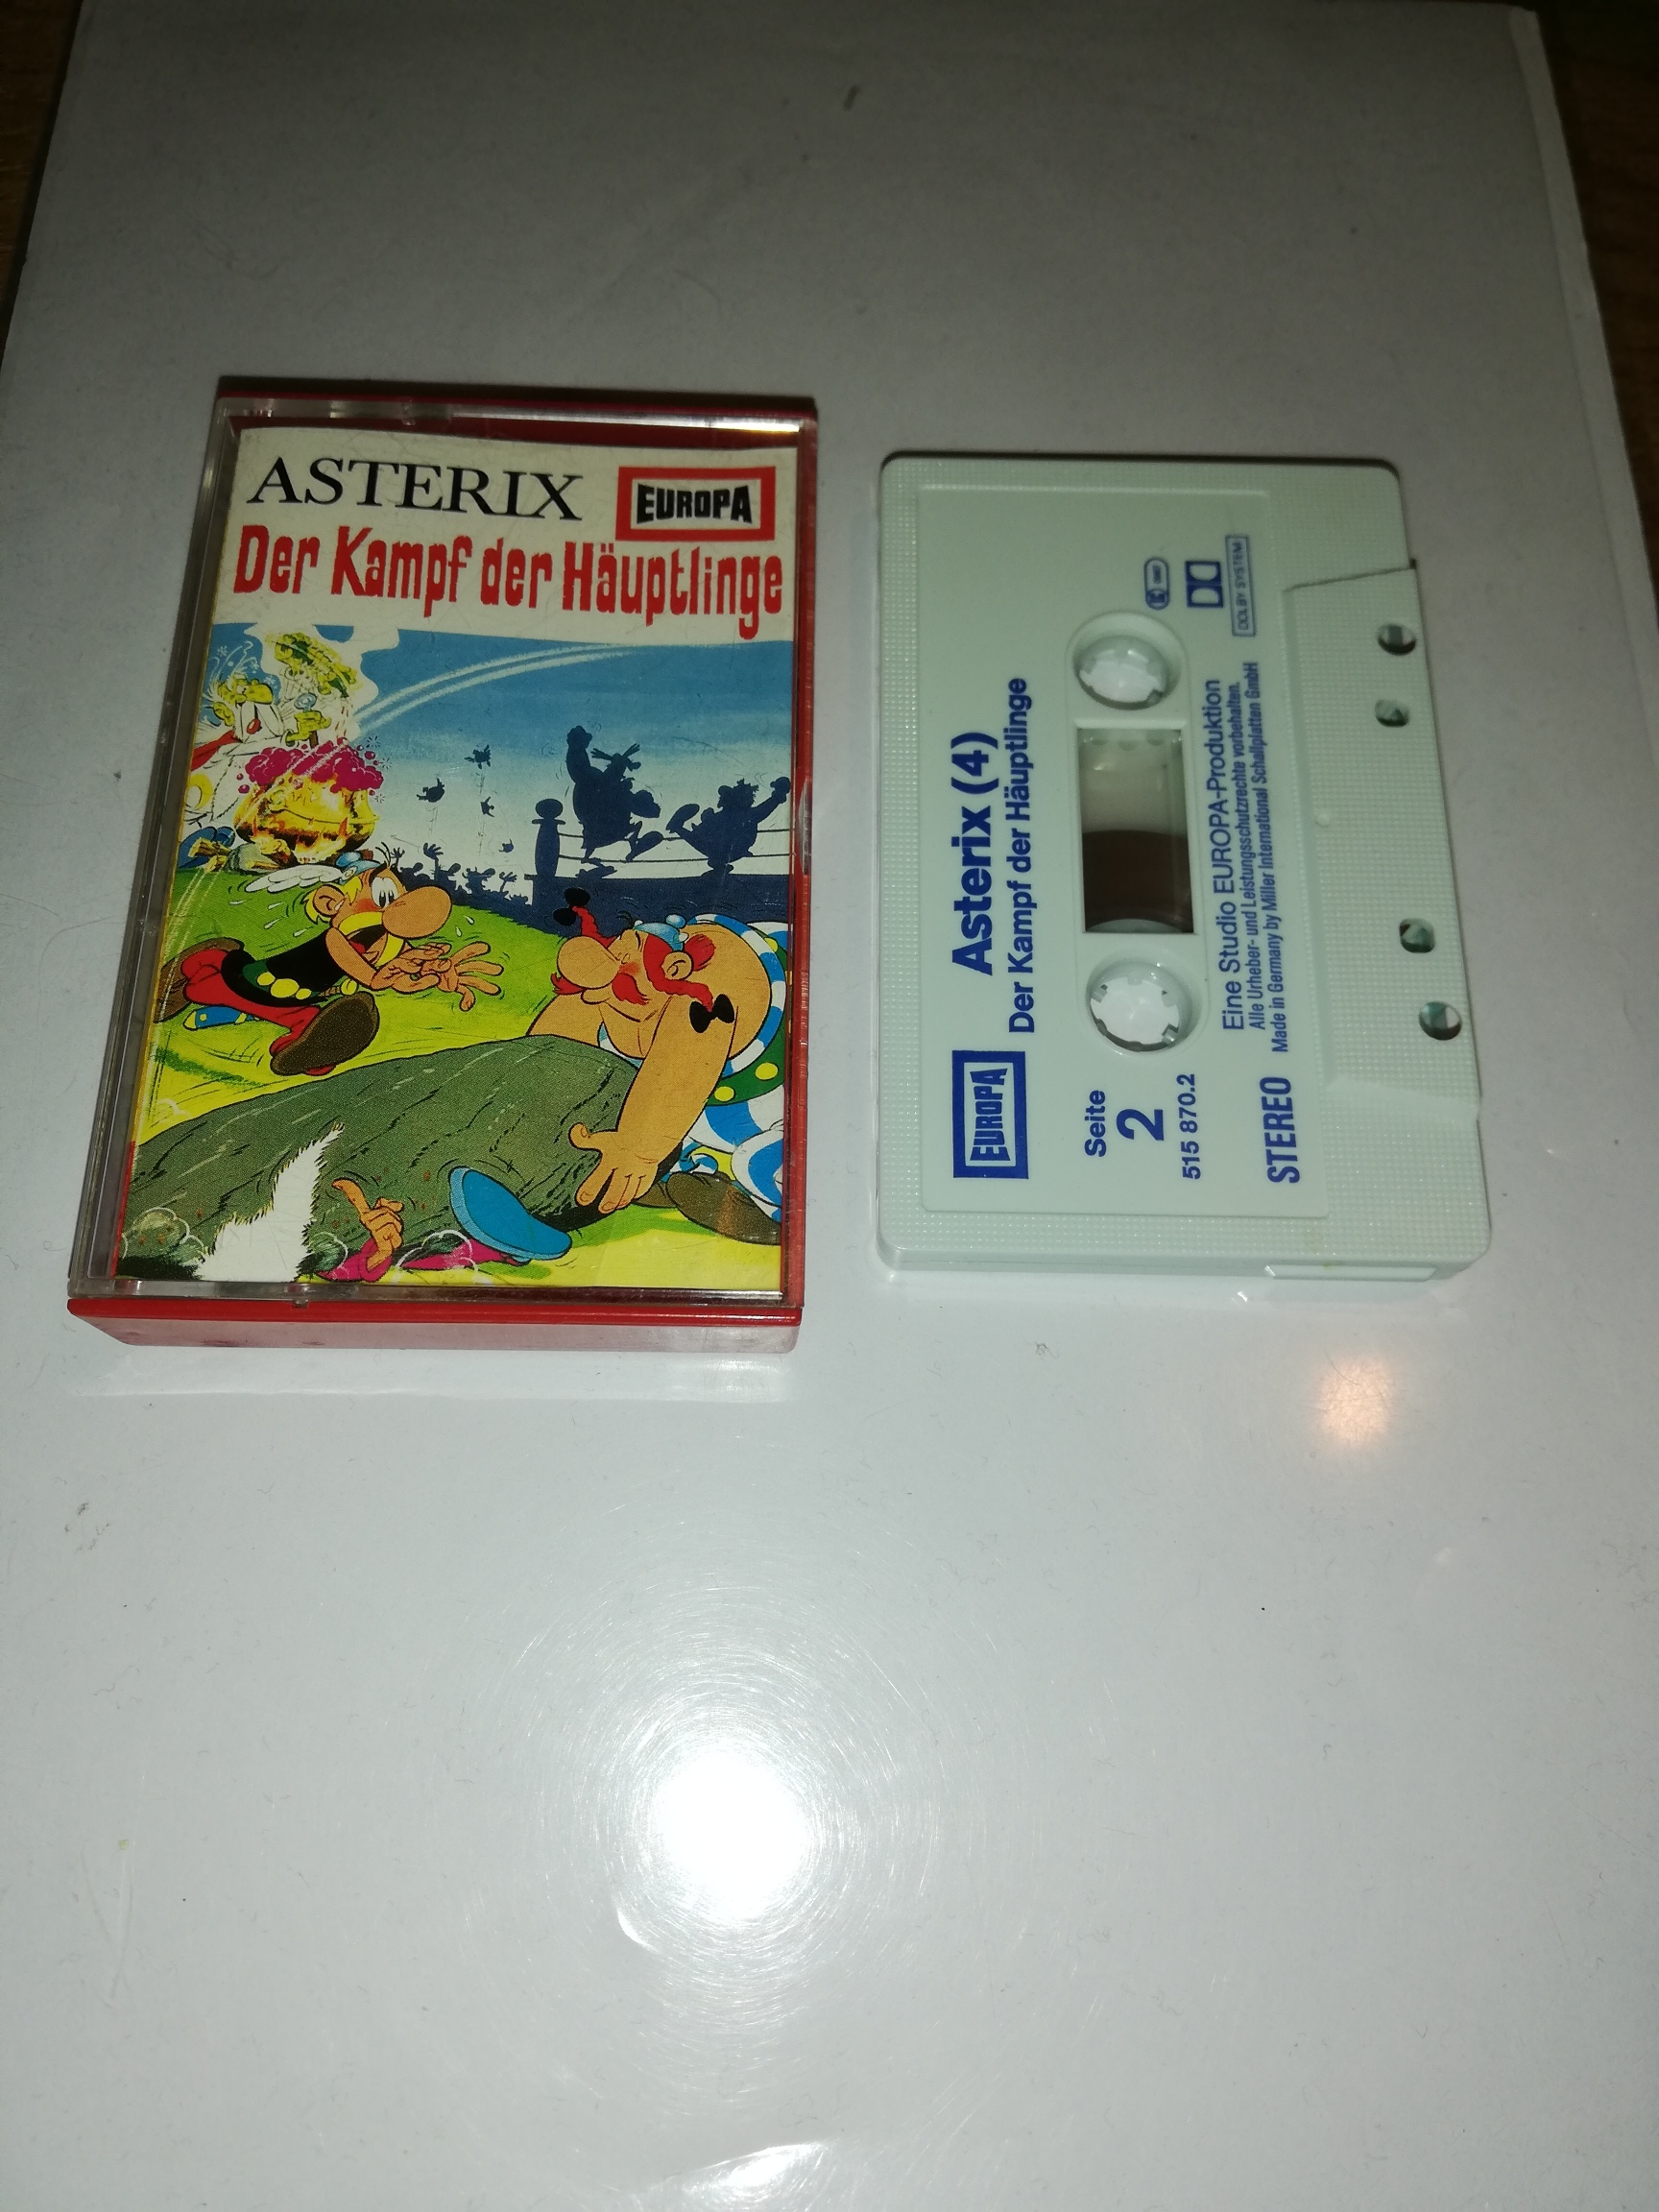 ASTERIX
EUROPA
Der Kampf der Häuptlinge
EUROPA
Asterix (4)
Der Kampf der Häuptlinge
Seite
2
515 870.2
STEREO
Eine Studio EUROPA-Produktion
Alle Urheber- und Leistungsschutzrechte vorbehalten.
Made in Germany by Miller International Schallplatten GmbH
DOLBY SYSTEM